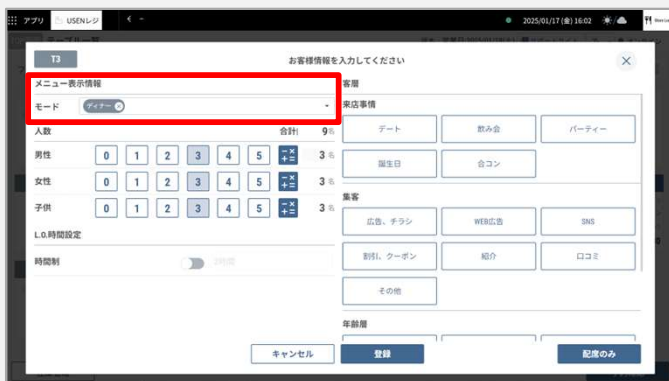 アプリ
USENレジ
2025/01/17(金) 16:02
T3
お客様情報を入力してください
メニュー表示情報
モード ディナー
人数 合計 9名
男性 0 1 2 3 4 5 3 名
女性 0 1 2 3 4 5 3 名
子供 0 1 2 3 4 5 3 名
L.O.時間設定
時間制 2時間
客層
来店事情
デート 飲み会 パーティー
誕生日 合コン
集客
広告、チラシ WEB広告 SNS
割引、クーポン 紹介 口コミ
その他
年齢層
キャンセル 登録 配席のみ